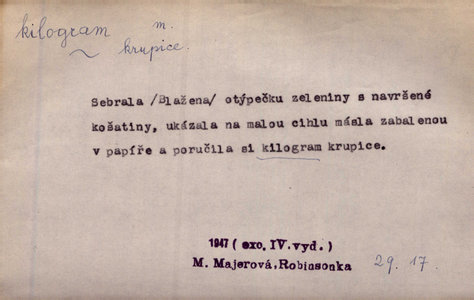 kilogram m.
~ krupice.
Sebrala /Blažena/ otýpečku zeleniny s navršené
košatiny, ukázala na malou cihlu másla zabalenou
v papíře a poručila si kilogram krupice.
1947 ( exc. IV. vyd. )
M. Majerová, Robinsonka 29. 17.